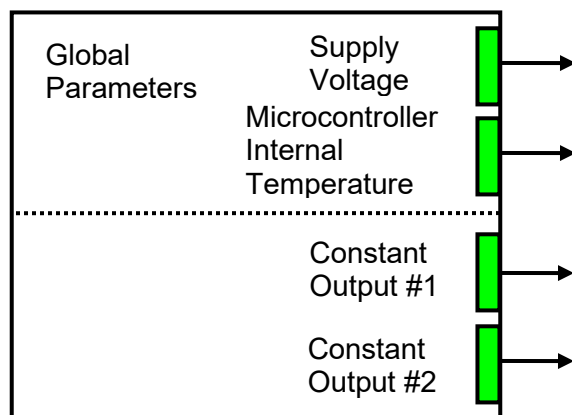 Global
Parameters
Supply
Voltage
Microcontroller
Internal
Temperature
Constant
Output #1
Constant
Output #2